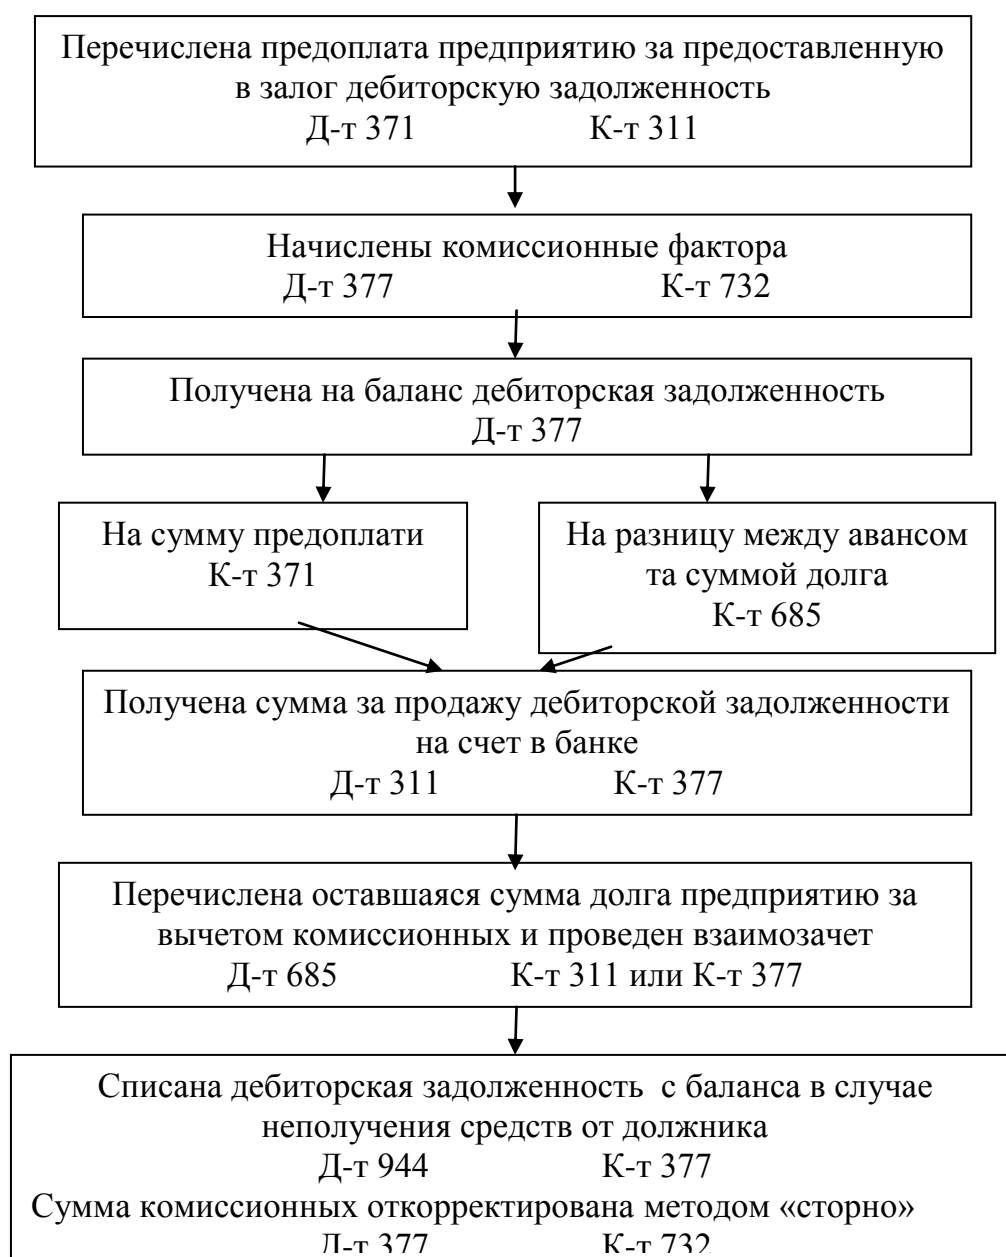 Перечислена предоплата предприятию за предоставленную
в залог дебиторскую задолженность
Д-т 371 К-т 311
Начислены комиссионные фактора
Д-т 377 К-т 732
Получена на баланс дебиторская задолженность
Д-т 377
На сумму предоплати
К-т 371
На разницу между авансом
та суммой долга
К-т 685
Получена сумма за продажу дебиторской задолженности
на счет в банке
Д-т 311 К-т 377
Перечислена оставшаяся сумма долга предприятию за
вычетом комиссионных и проведен взаимозачет
Д-т 685 К-т 311 или К-т 377
Списана дебиторская задолженность с баланса в случае
неполучения средств от должника
Д-т 944 К-т 377
Сумма комиссионных откорректирована методом «сторно»
Д-т 377 К-т 732